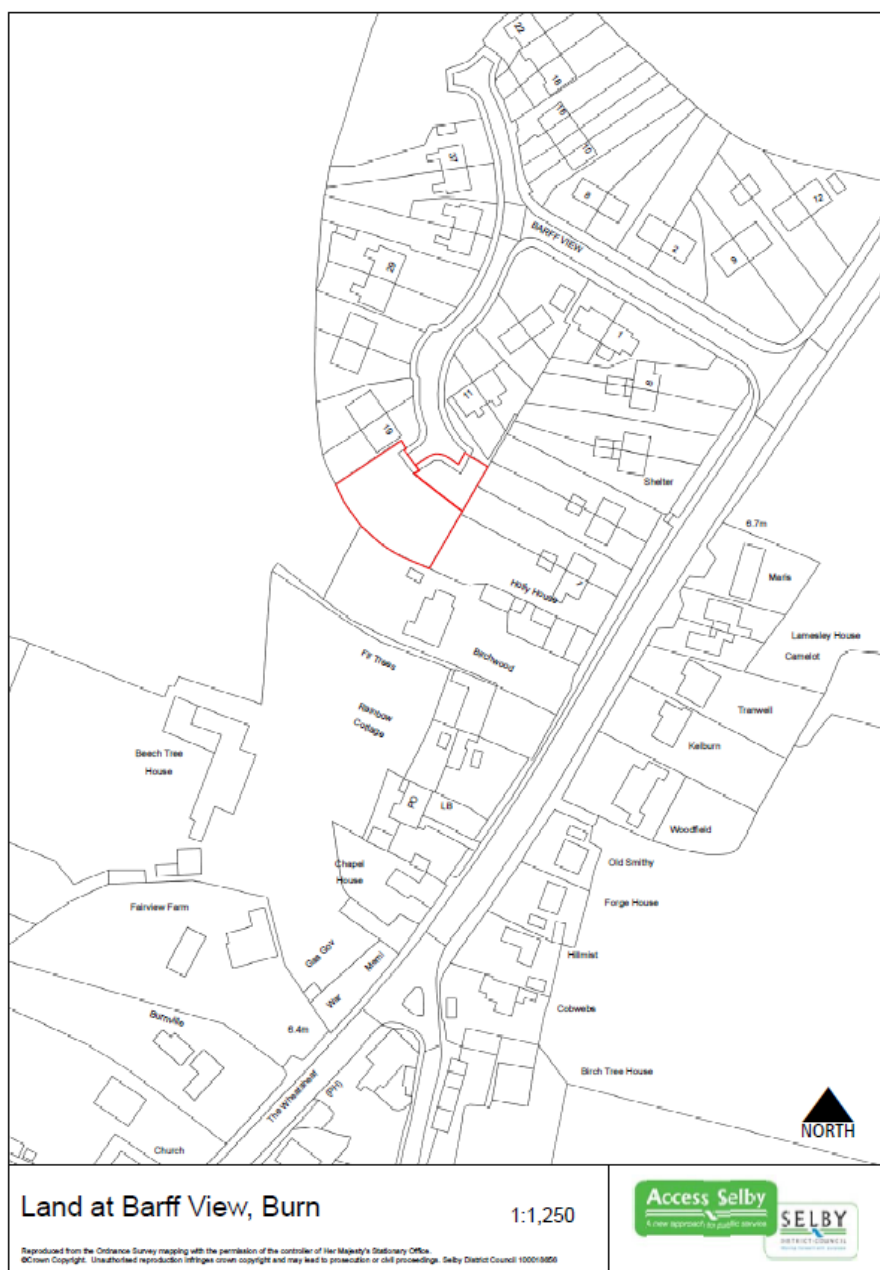 22
18
16
10
37
8
BARFF VIEW
2
9
12
29
1
8
11
19
Shelter
6.7m
Maris
Holly House
7
Lamesley House
Camelot
Birchwood
Fir Trees
Tranwell
Rainbow
Cottage
Kelburn
Beech Tree
House
PO
LB
Woodfield
Old Smithy
Chapel
House
Forge House
Fairview Farm
Gas Gov
War Meml
Hillmist
Cobwebs
Burnville
6.4m
Birch Tree House
The Wheatsheaf
(PH)
Church
NORTH
Land at Barff View, Burn
1:1,250
Reproduced from the Ordnance Survey mapping with the permission of the controller of Her Majesty's Stationary Office.
©Crown Copyright. Unauthorised reproduction infringes crown copyright and may lead to prosecution or civil proceedings. Selby District Council 100018656
Access Selby
A new approach to public service
SELBY
DISTRICT COUNCIL